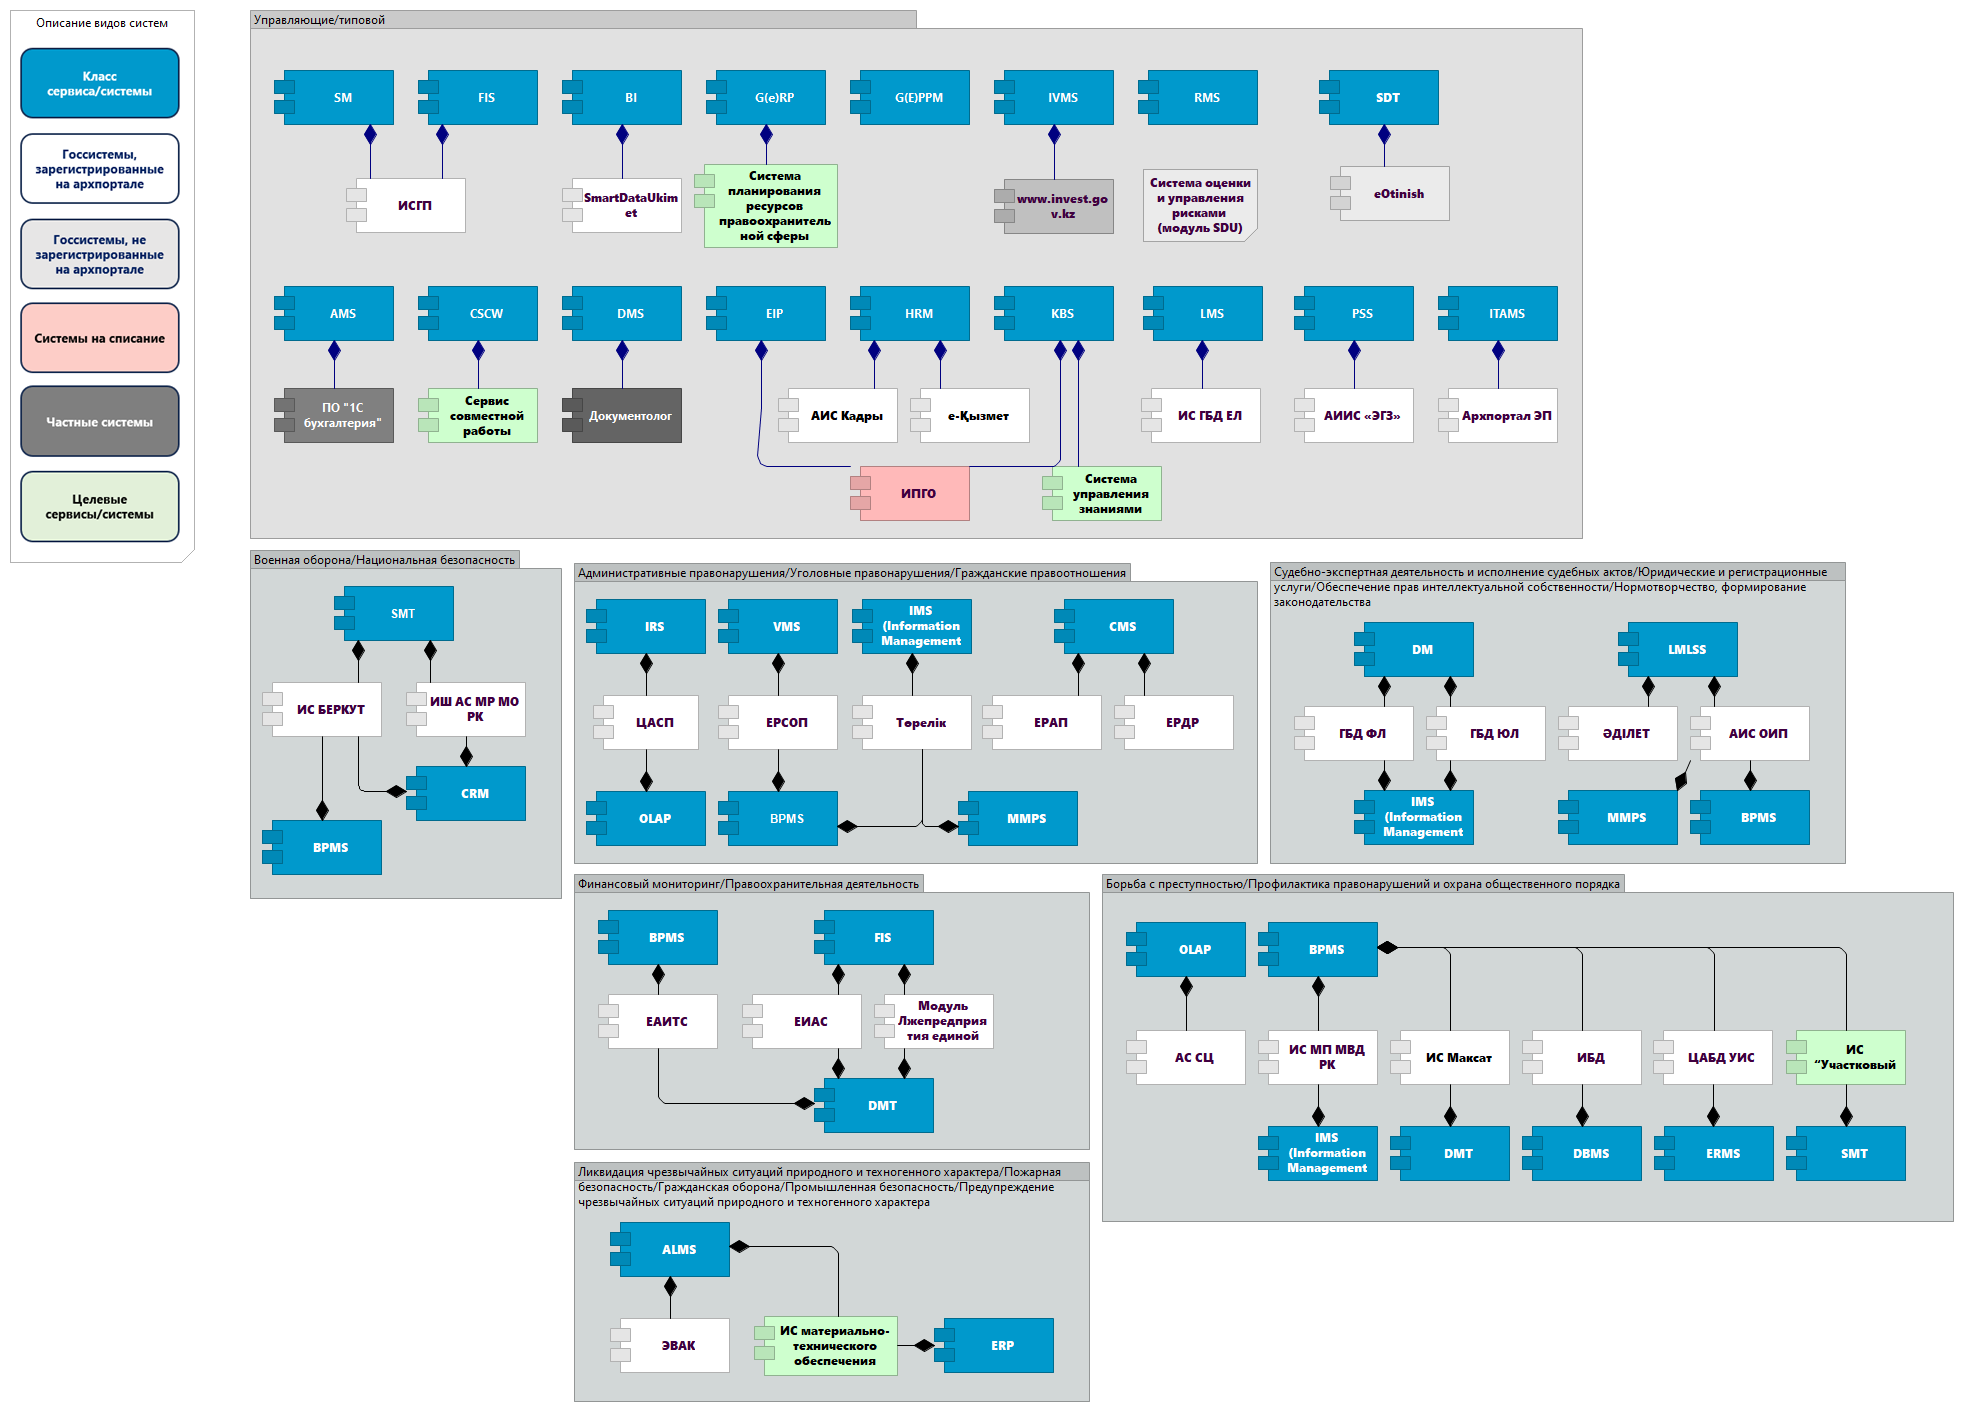 Описание видов систем
Класс
сервиса/системы
Госсистемы,
зарегистрированные
на архпортале
Госсистемы, не
зарегистрированные
на архпортале
Системы на списание
Частные системы
Целевые
сервисы/системы
Управляющие/типовой
SM
FIS
BI
G(e)RP
G(E)PPM
IVMS
RMS
SDT
ИСГП
SmartDataUkim
et
Система
планирования
ресурсов
правоохранитель
ной сферы
www.invest.go
v.kz
Система оценки
и управления
рисками
(модуль SDU)
eOtinish
AMS
CSCW
DMS
EIP
HRM
KBS
LMS
PSS
ITAMS
ПО "1С
бухгалтерия"
Сервис
совместной
работы
Документолог
АИС Кадры
е-Қызмет
ИС ГБД ЕЛ
АИИС «ЭГЗ»
Архпортал ЭП
ИПГО
Система
управления
знаниями
Военная оборона/Национальная безопасность
SMT
ИС БЕРКУТ
ИШ АС МР МО
РК
CRM
BPMS
Административные правонарушения/Уголовные правонарушения/Гражданские правоотношения
IRS
VMS
IMS
(Information
Management
CMS
ЦАСП
ЕРСОП
Төрелік
ЕРАП
ЕРДР
OLAP
BPMS
MMPS
Судебно-экспертная деятельность и исполнение судебных актов/Юридические и регистрационные
услуги/Обеспечение прав интеллектуальной собственности/Нормотворчество, формирование
законодательства
DM
LMLSS
ГБД ФЛ
ГБД ЮЛ
ӘДІЛЕТ
АИС ОИП
IMS
(Information
Management
MMPS
BPMS
Финансовый мониторинг/Правоохранительная деятельность
BPMS
FIS
ЕАИТС
ЕИАС
Модуль
Лжепредприя
тия единой
DMT
Борьба с преступностью/Профилактика правонарушений и охрана общественного порядка
OLAP
BPMS
АС СЦ
ИС МП МВД
РК
ИС Максат
ИБД
ЦАБД УИС
ИС
“Участковый
IMS
(Information
Management
DMT
DBMS
ERMS
SMT
Ликвидация чрезвычайных ситуаций природного и техногенного характера/Пожарная
безопасность/Гражданская оборона/Промышленная безопасность/Предупреждение
чрезвычайных ситуаций природного и техногенного характера
ALMS
ЭВАК
ИС материально-
технического
обеспечения
ERP